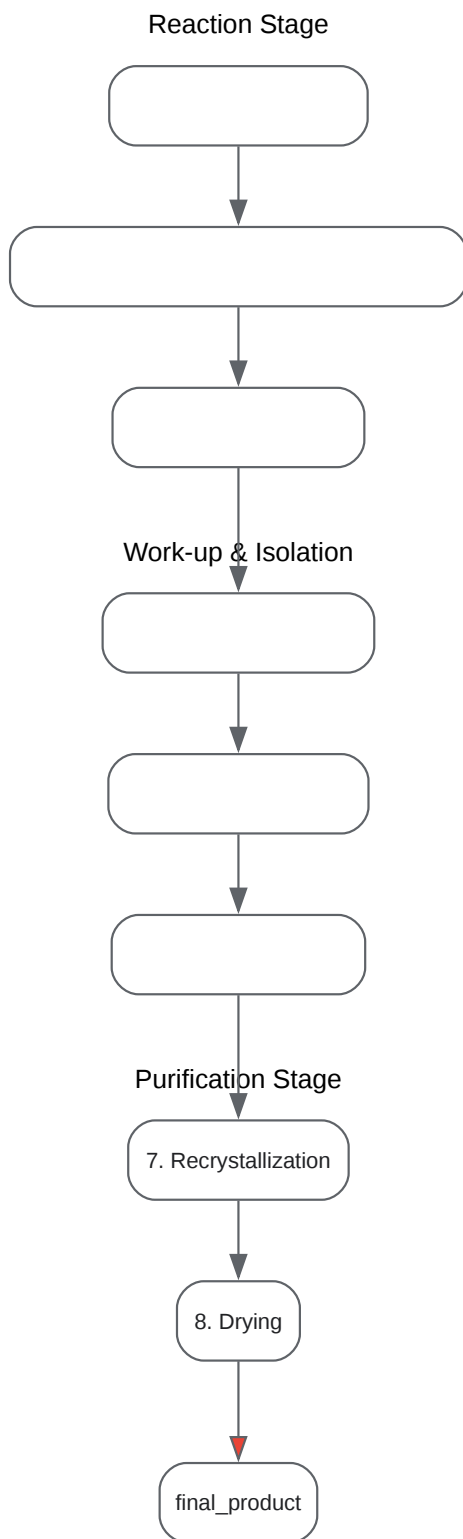 Reaction Stage
Work-up & Isolation
Purification Stage
7. Recrystallization
8. Drying
final_product